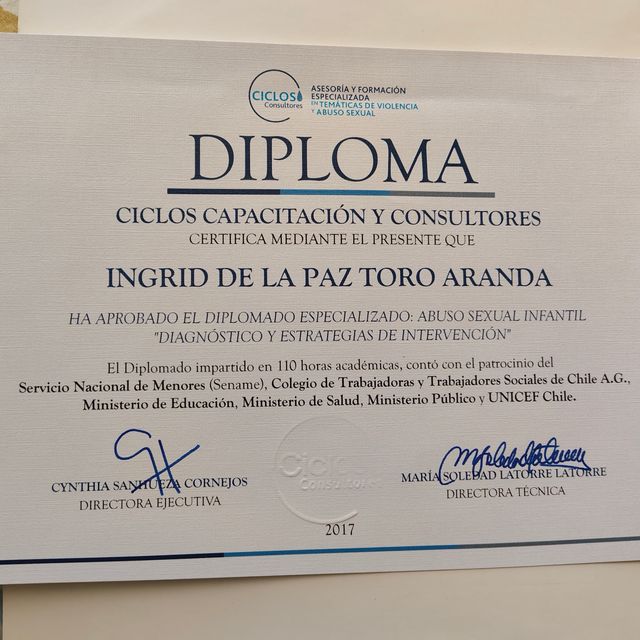 CICLOS
Consultores
ASESORÍA Y FORMACIÓN
ESPECIALIZADA
EN TEMÁTICAS DE VIOLENCIA
Y ABUSO SEXUAL
DIPLOMA
CICLOS CAPACITACIÓN Y CONSULTORES
CERTIFICA MEDIANTE EL PRESENTE QUE
INGRID DE LA PAZ TORO ARANDA
HA APROBADO EL DIPLOMADO ESPECIALIZADO: ABUSO SEXUAL INFANTIL
"DIAGNÓSTICO Y ESTRATEGIAS DE INTERVENCIÓN"
El Diplomado impartido en 110 horas académicas, contó con el patrocinio del
Servicio Nacional de Menores (Sename), Colegio de Trabajadoras y Trabajadores Sociales de Chile A.G.,
Ministerio de Educación, Ministerio de Salud, Ministerio Público y UNICEF Chile.
CYNTHIA SANHUEZA CORNEJOS
DIRECTORA EJECUTIVA
Consultores
MARÍA SOLEDAD LATORRE LATORRE
DIRECTORA TÉCNICA
2017